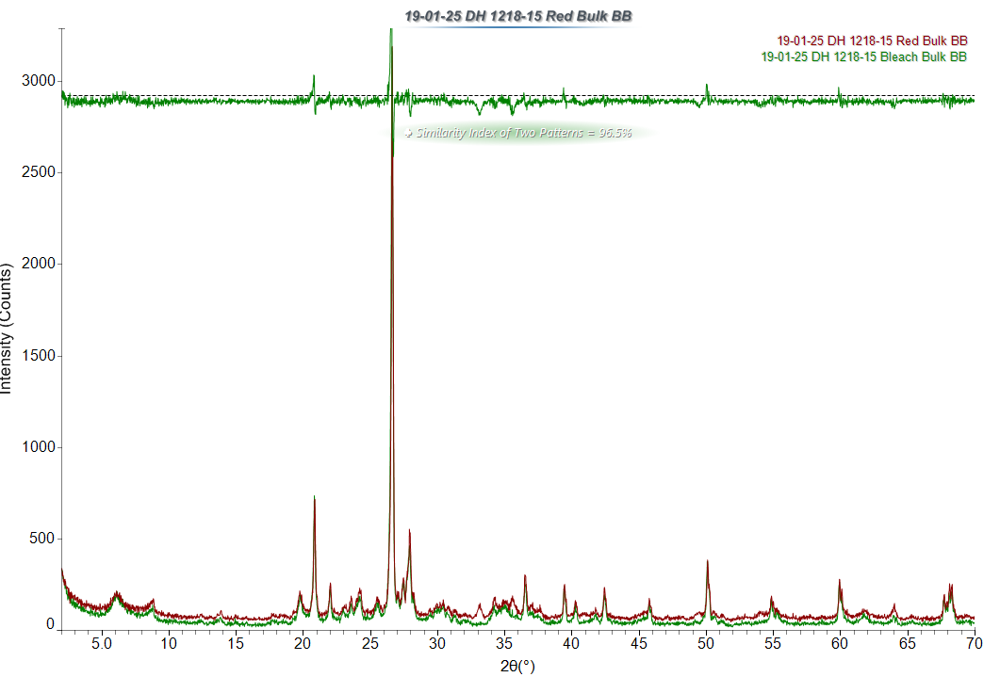 19-01-25 DH 1218-15 Red Bulk BB
19-01-25 DH 1218-15 Red Bulk BB
19-01-25 DH 1218-15 Bleach Bulk BB
Similarity Index of Two Patterns = 96.5%
Intensity (Counts)
3000
2500
2000
1500
1000
500
0
5.0 10 15 20 25 30 35 40 45 50 55 60 65 70
2θ(°)